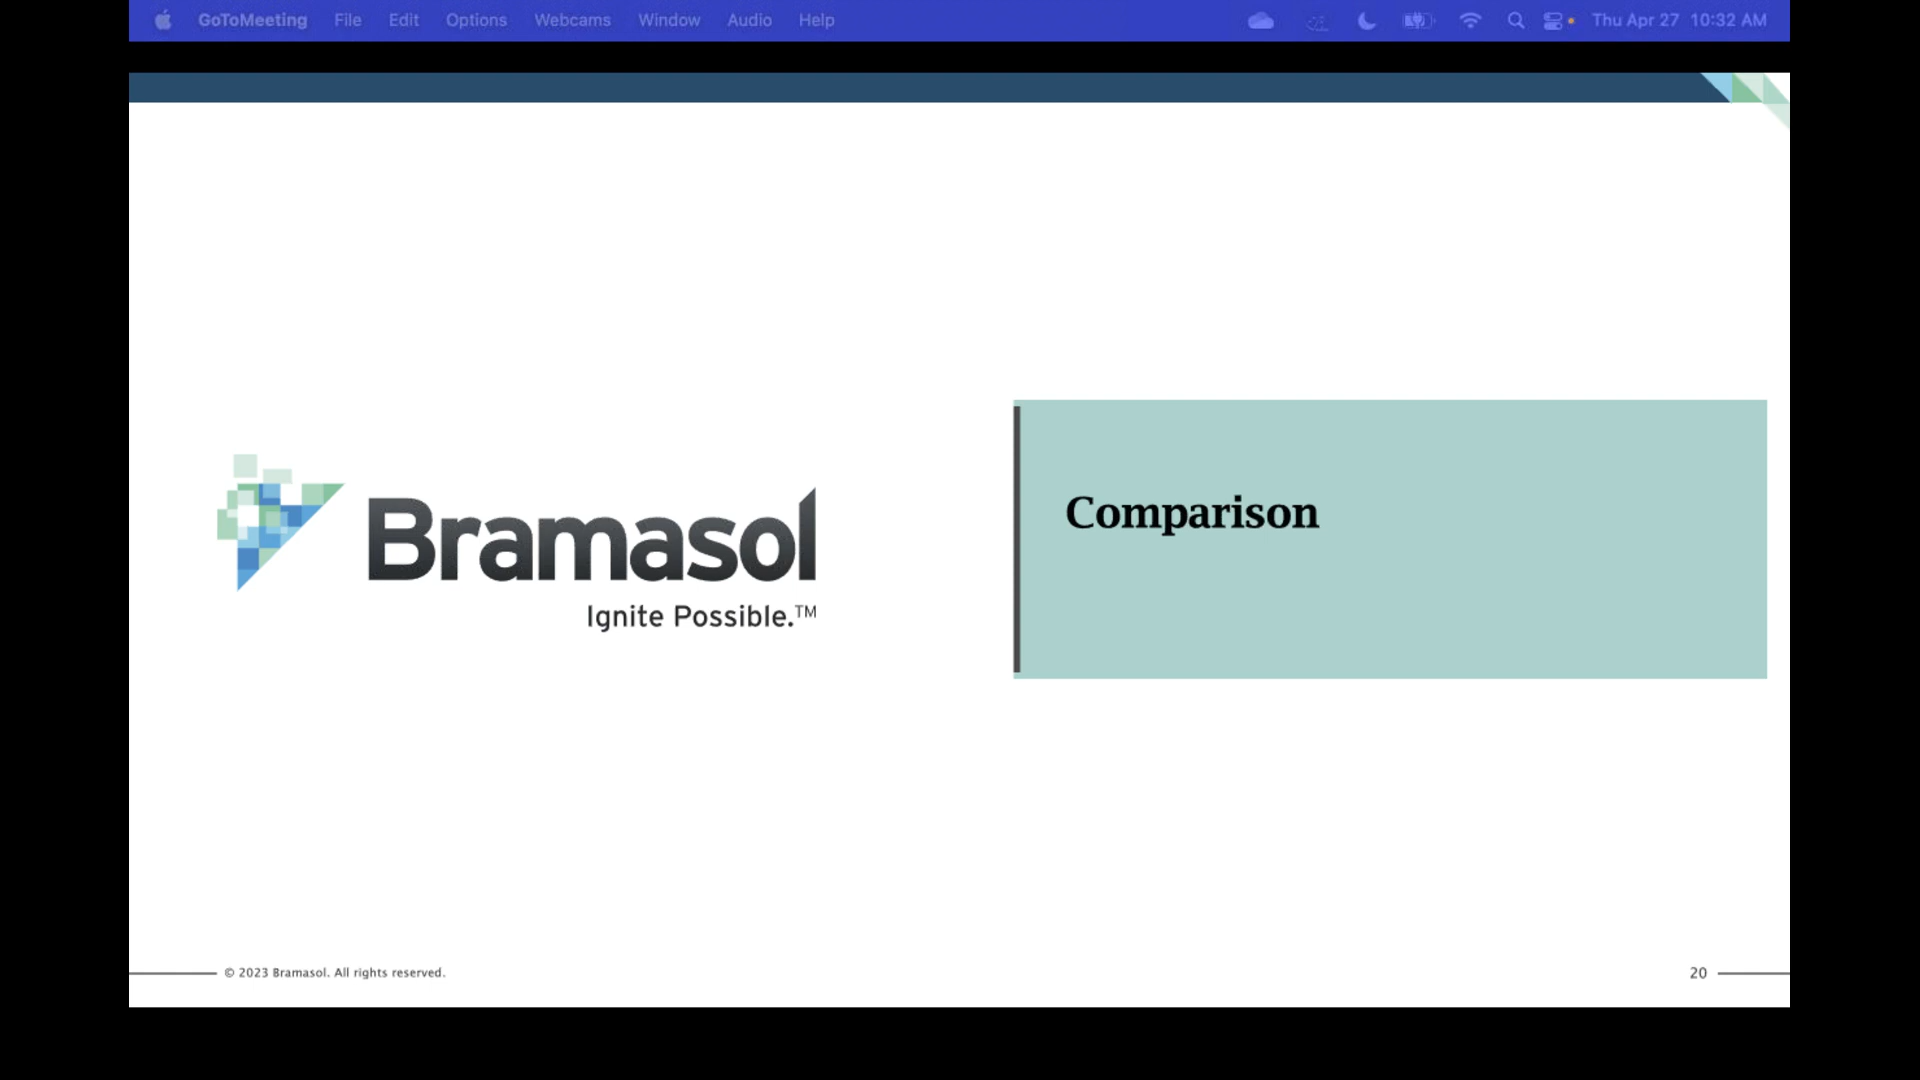 GoToMeeting File Edit Options Webcams Window Audio Help Thu Apr 27 10:32 AM
Bramasol
Ignite Possible.™
Comparison
© 2023 Bramasol. All rights reserved.
20